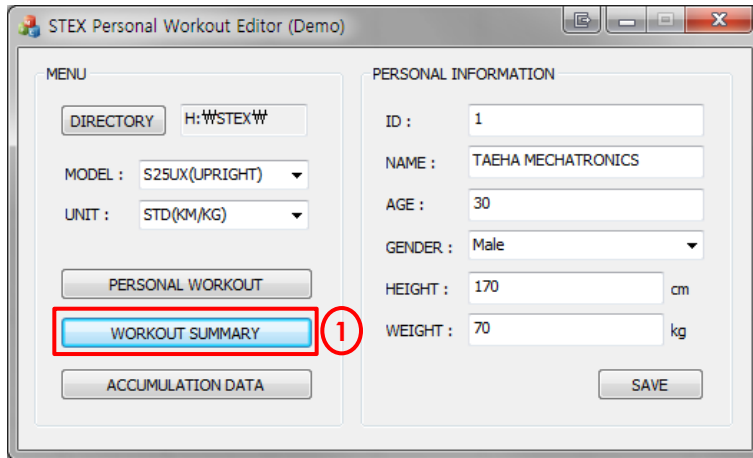 STEX Personal Workout Editor (Demo)
MENU
DIRECTORY H:₩STEX₩
MODEL : S25UX(UPRIGHT)
UNIT : STD(KM/KG)
PERSONAL WORKOUT
WORKOUT SUMMARY 1
ACCUMULATION DATA
PERSONAL INFORMATION
ID : 1
NAME : TAEHA MECHATRONICS
AGE : 30
GENDER : Male
HEIGHT : 170 cm
WEIGHT : 70 kg
SAVE